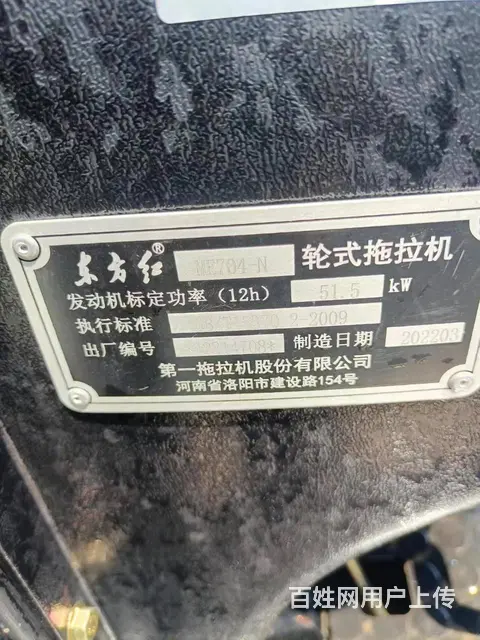 东方红® ME704-N 轮式拖拉机
发动机标定功率(12h) 51.5 kW
执行标准 2-2009
出厂编号 制造日期 202203
第一拖拉机股份有限公司
河南省洛阳市建设路154号
百姓网用户上传